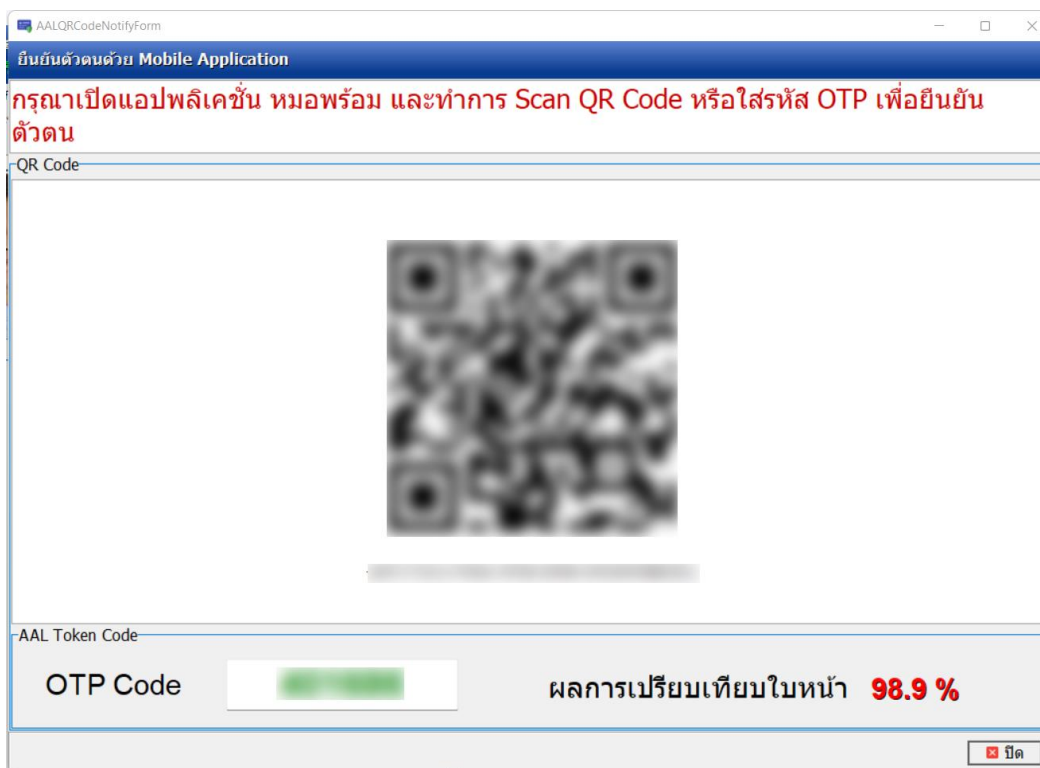 AALQRCodeNotifyForm
ยืนยันตัวตนด้วย Mobile Application
กรุณาเปิดแอปพลิเคชั่น หมอพร้อม และทำการ Scan QR Code หรือใส่รหัส OTP เพื่อยืนยัน
ตัวตน
QR Code
AAL Token Code
OTP Code
ผลการเปรียบเทียบใบหน้า 98.9 %
ปิด